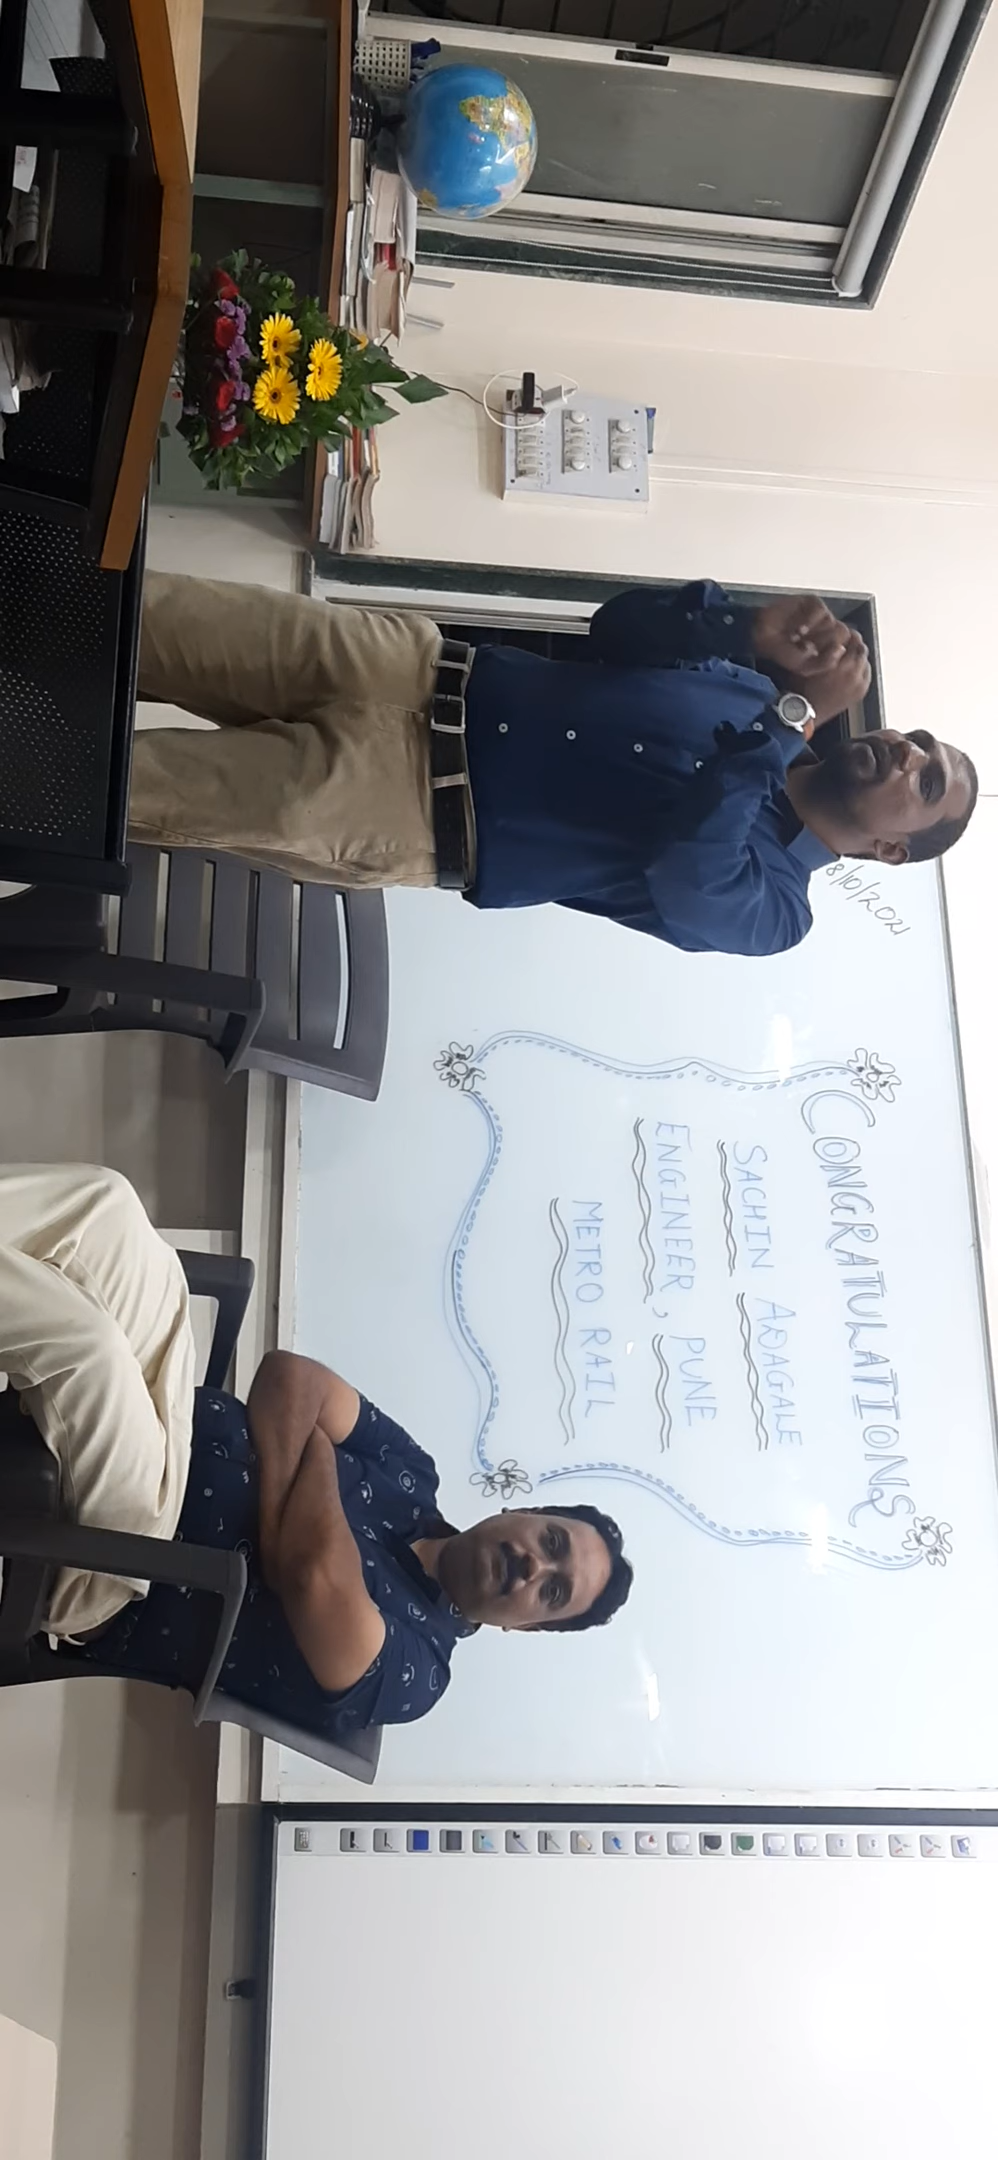 8/10/2021
CONGRATULATIONS
SACHIN ADAGALE
ENGINEER, PUNE
METRO RAIL